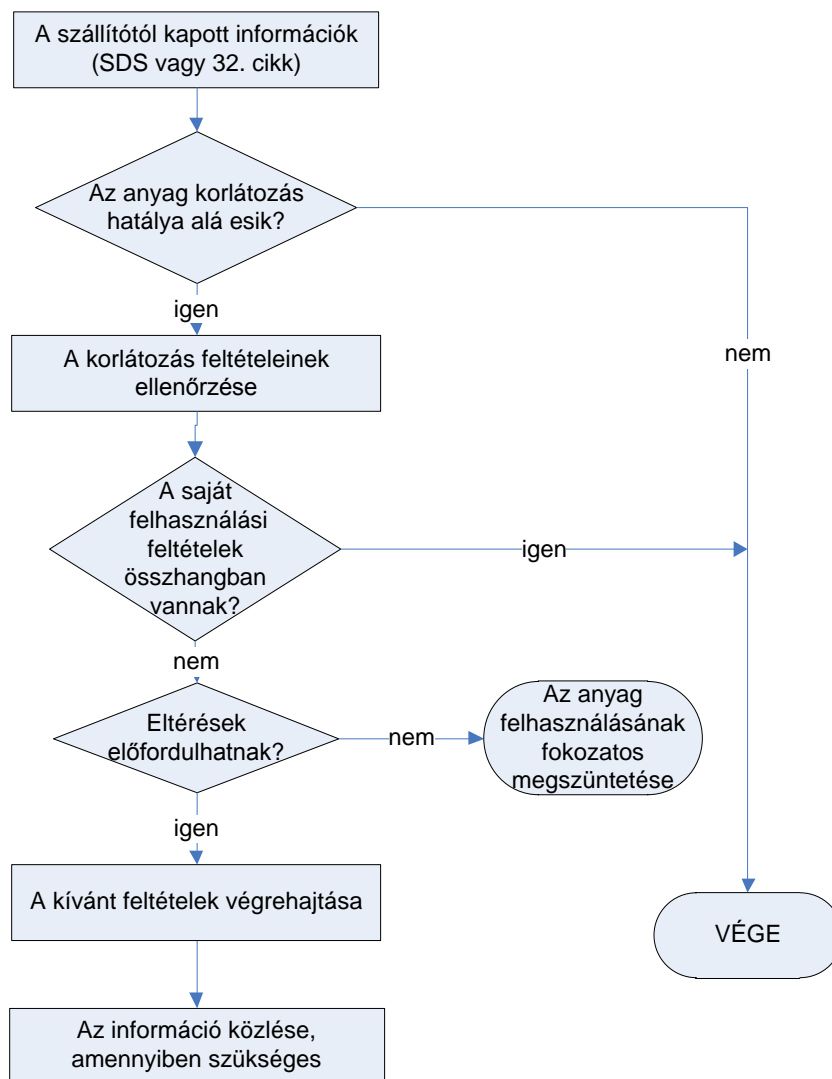 A szállítótól kapott információk
(SDS vagy 32. cikk)
Az anyag korlátozás
hatálya alá esik?
igen
nem
A korlátozás feltételeinek
ellenőrzése
A saját
felhasználási
feltételek
összhangban
vannak?
igen
nem
Eltérések
előfordulhatnak?
nem
Az anyag
felhasználásának
fokozatos
megszüntetése
igen
A kívánt feltételek végrehajtása
VÉGE
Az információ közlése,
amennyiben szükséges